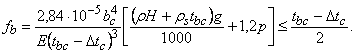 f_b = \frac{2,84 \cdot 10^{-5} b_c^4}{E(t_{bc} - \Delta t_c)^3} \left[ \frac{(\rho H + \rho_s t_{bc})g}{1000} + 1,2p \right] \leq \frac{t_{bc} - \Delta t_c}{2}.